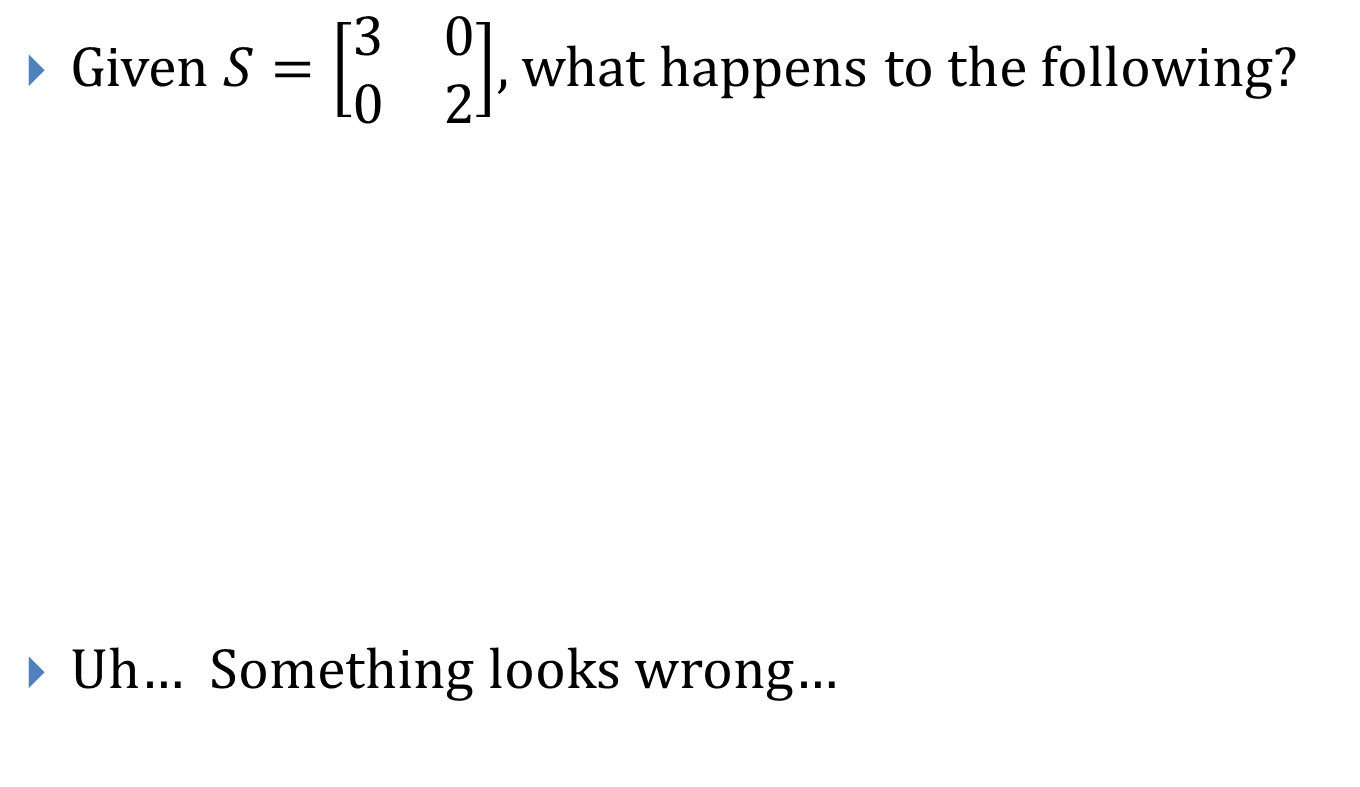 Given S = [3 0
0 2], what happens to the following?
Uh… Something looks wrong…